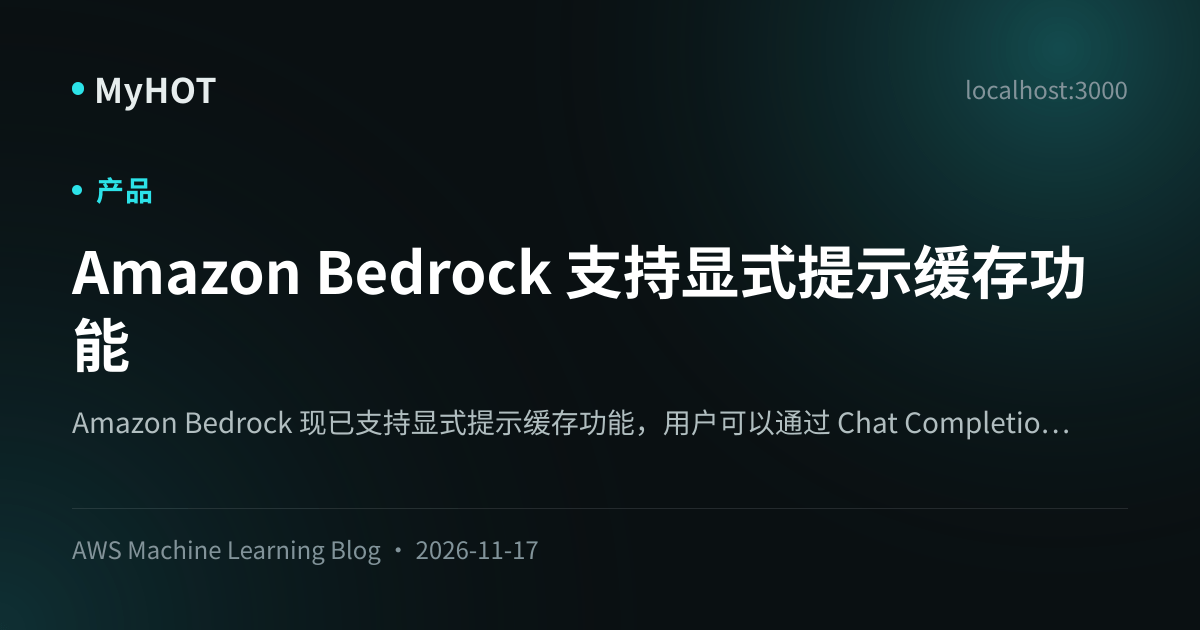 MyHOT
localhost:3000
产品
Amazon Bedrock 支持显式提示缓存功
能
Amazon Bedrock 现已支持显式提示缓存功能，用户可以通过 Chat Completio…
AWS Machine Learning Blog · 2026-11-17